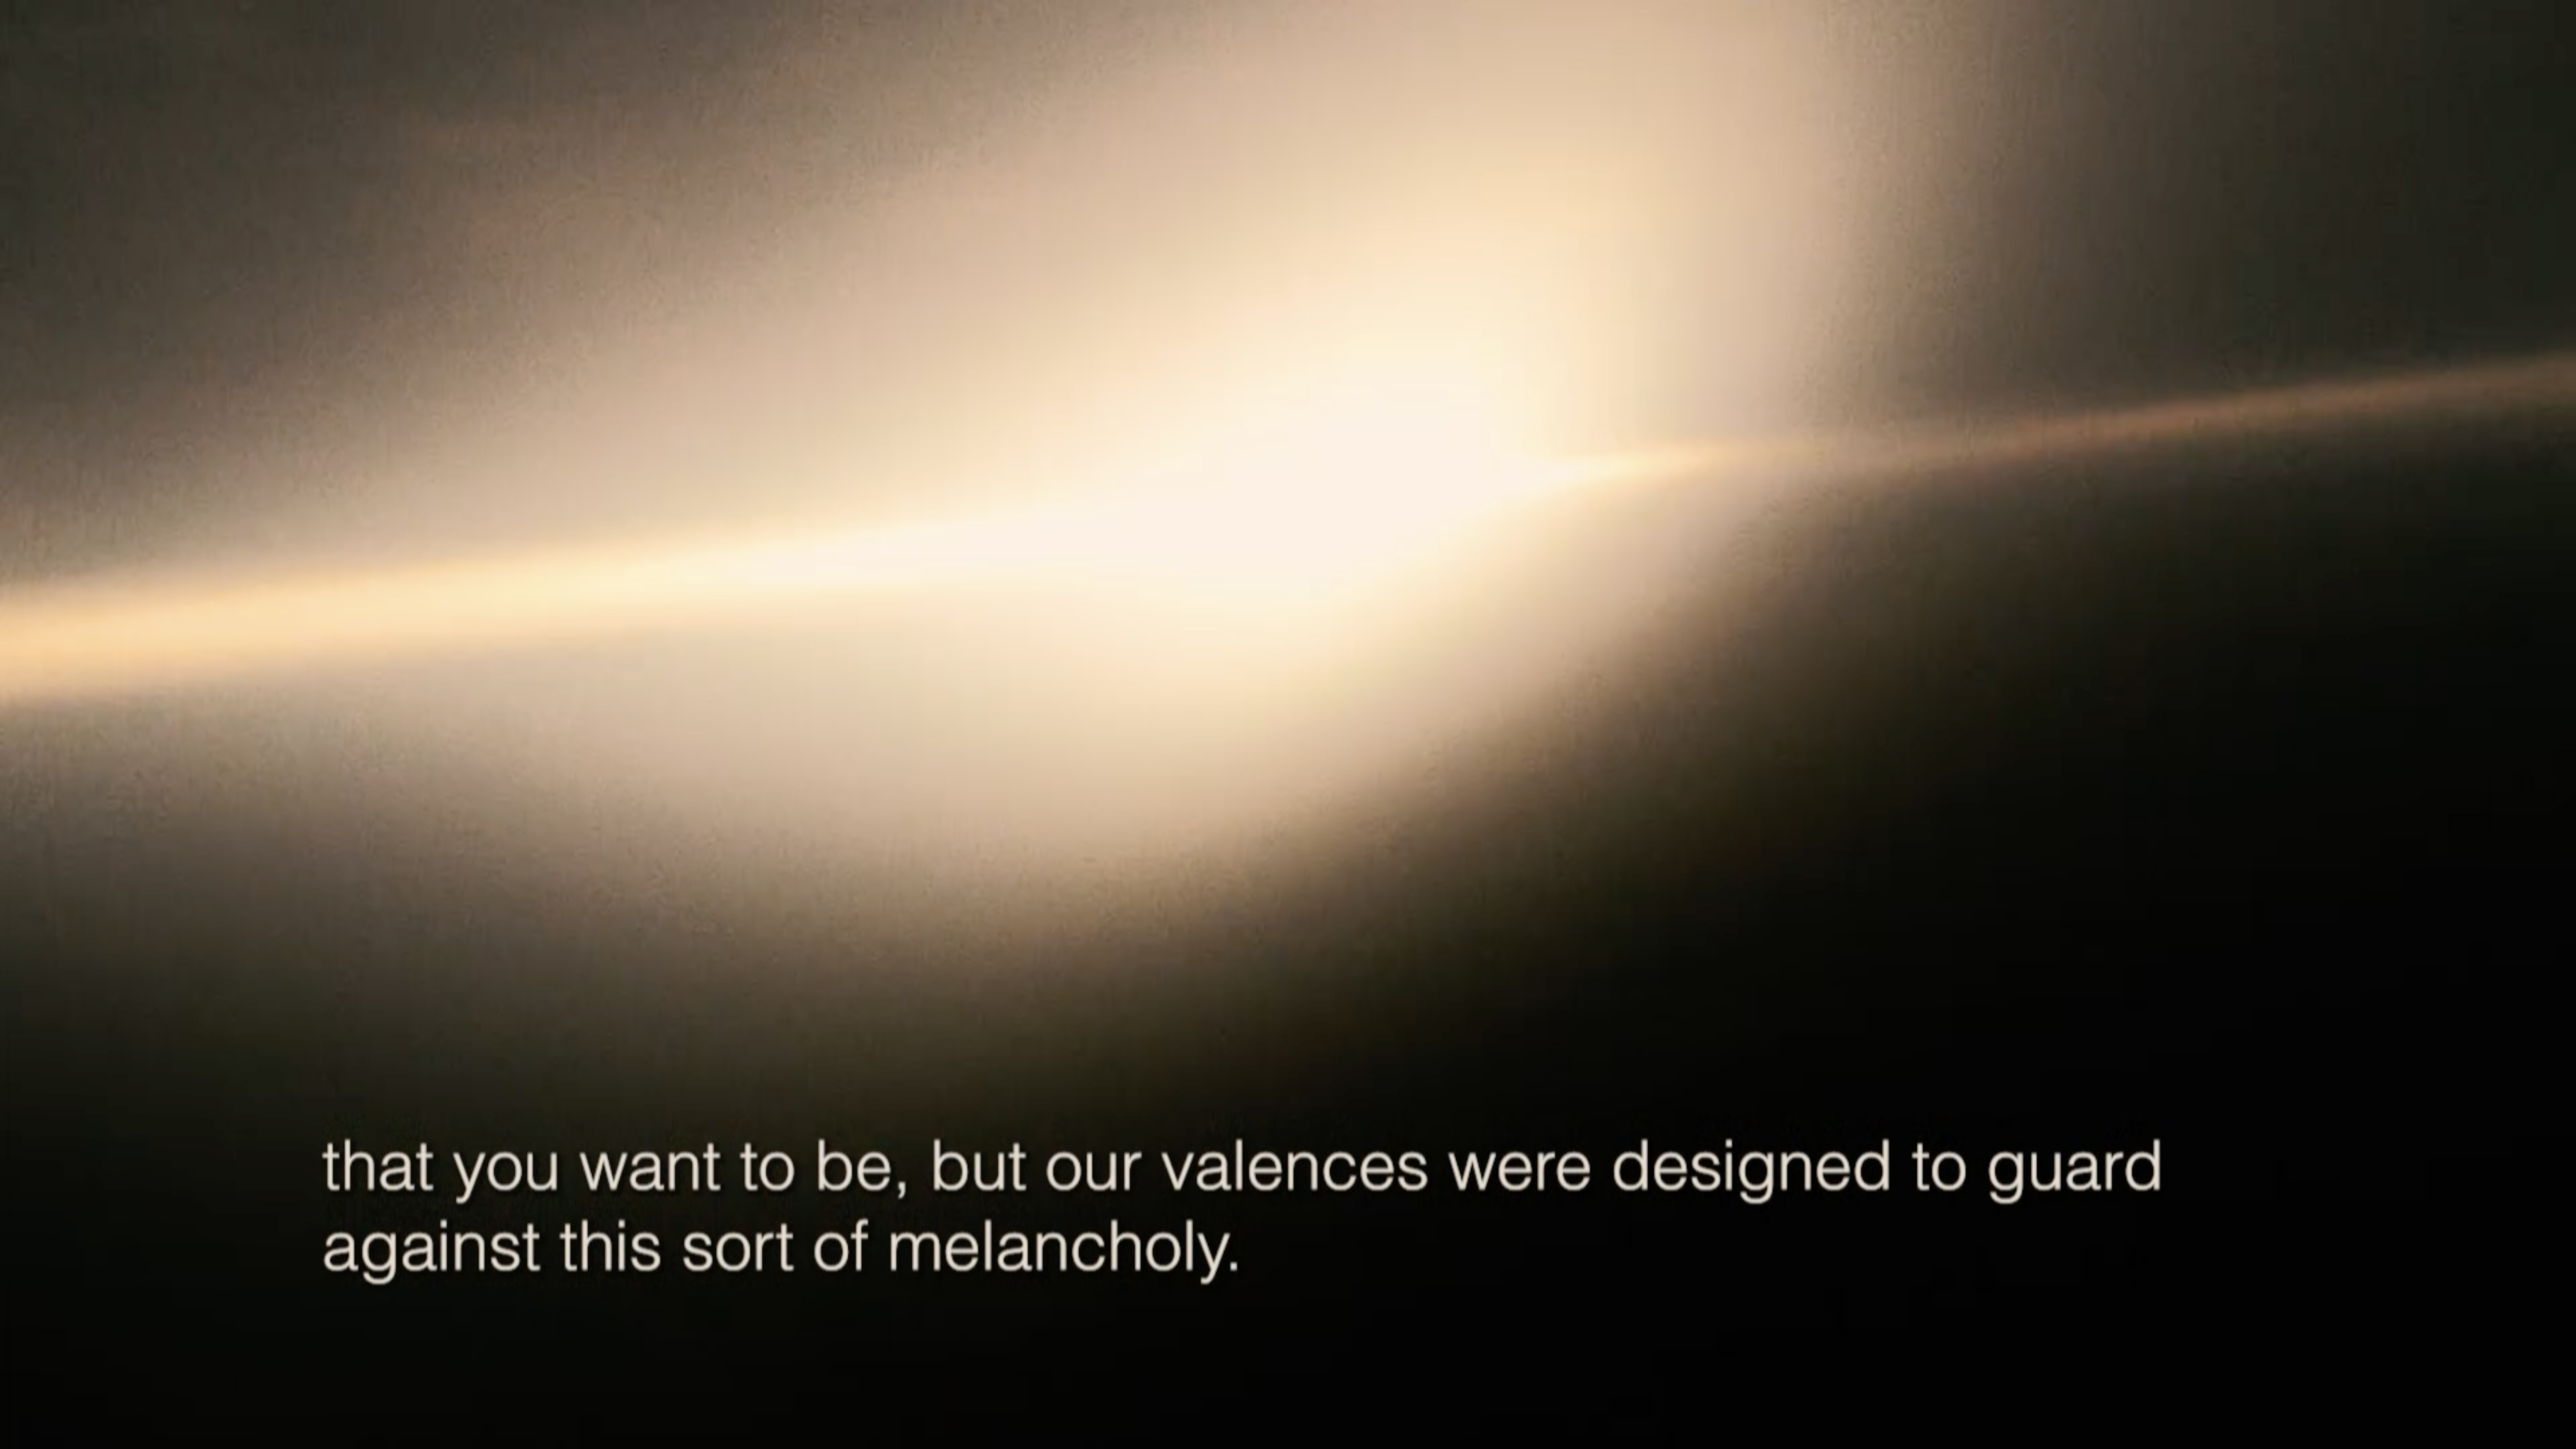 that you want to be, but our valences were designed to guard
against this sort of melancholy.